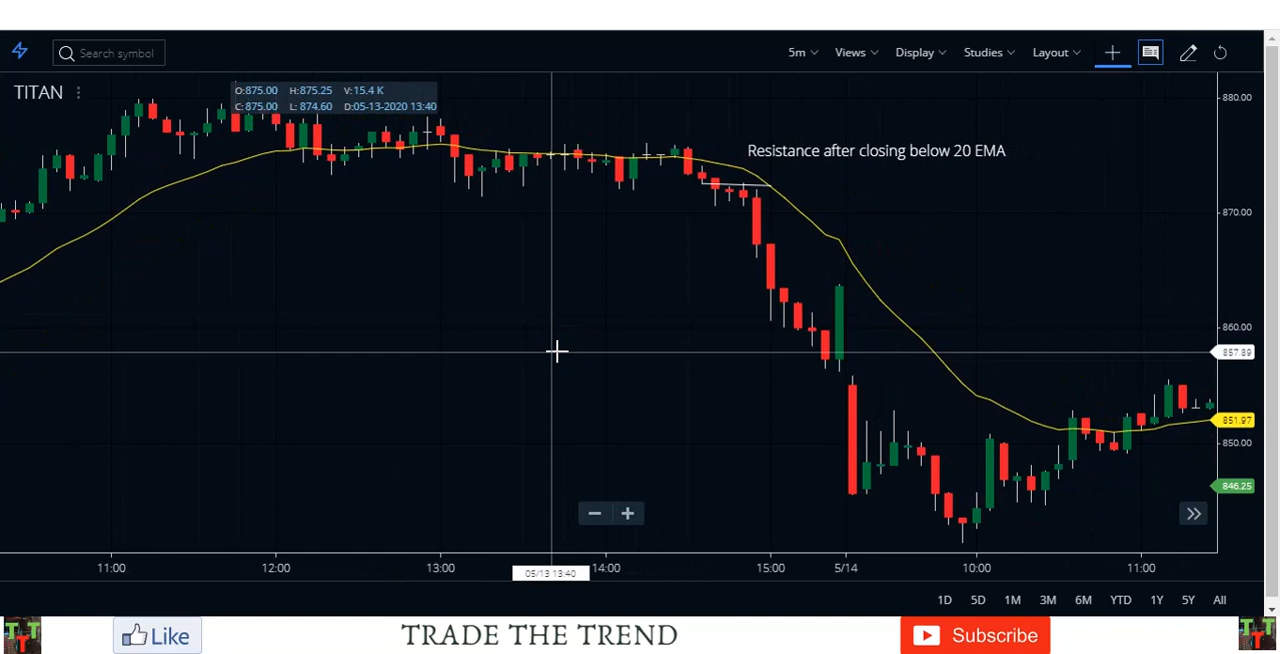 Search symbol
5m Views Display Studies Layout
TITAN
O:875.00 H:875.25 V:15.4 K
C:875.00 L: 874.60 D:05-13-2020 13:40
Resistance after closing below 20 EMA
880.00
870.00
860.00
857.89
851.97
850.00
846.25
11:00 12:00 13:00 14:00 15:00 5/14 10:00 11:00
05/13 13:40
1D 5D 1M 3M 6M YTD 1Y 5Y All
Like TRADE THE TREND Subscribe